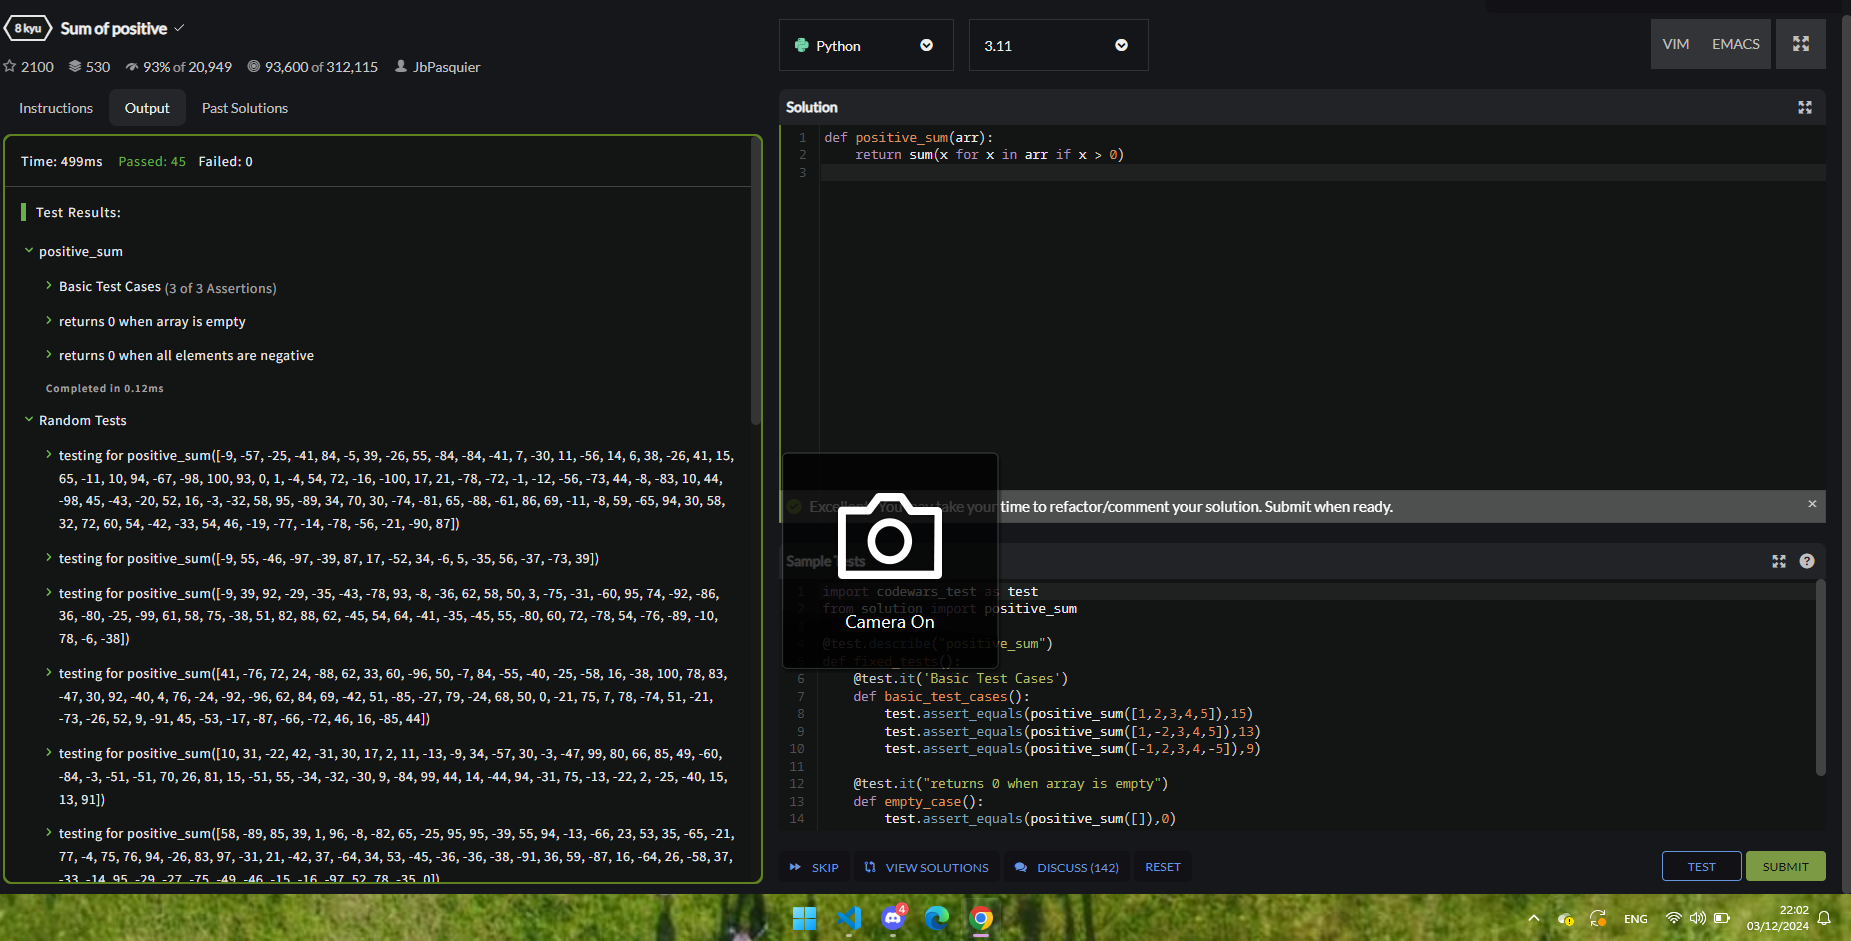 8 kyu Sum of positive
2100 530 93% of 20,949 93,600 of 312,115 JbPasquier
Instructions Output Past Solutions
Time: 499ms Passed: 45 Failed: 0
Test Results:
positive_sum
Basic Test Cases (3 of 3 Assertions)
returns 0 when array is empty
returns 0 when all elements are negative
Completed in 0.12ms
Random Tests
testing for positive_sum([-9, -57, -25, -41, 84, -5, 39, -26, 55, -84, -84, -41, 7, -30, 11, -56, 14, 6, 38, -26, 41, 15,
65, -11, 10, 94, -67, -98, 100, 93, 0, 1, -4, 54, 72, -16, -100, 17, 21, -78, -72, -1, -12, -56, -73, 44, -8, -83, 10, 44,
-98, 45, -43, -20, 52, 16, -3, -32, 58, 95, -89, 34, 70, 30, -74, -81, 65, -88, -61, 86, 69, -11, -8, 59, -65, 94, 30, 58,
32, 72, 60, 54, -42, -33, 54, 46, -19, -77, -14, -78, -56, -21, -90, 87])
testing for positive_sum([-9, 55, -46, -97, -39, 87, 17, -52, 34, -6, 5, -35, 56, -37, -73, 39])
testing for positive_sum([-9, 39, 92, -29, -35, -43, -78, 93, -8, -36, 62, 58, 50, 3, -75, -31, -60, 95, 74, -92, -86,
36, -80, -25, -99, 61, 58, 75, -38, 51, 82, 88, 62, -45, 54, 64, -41, -35, -45, 55, -80, 60, 72, -78, 54, -76, -89, -10,
78, -6, -38])
testing for positive_sum([41, -76, 72, 24, -88, 62, 33, 60, -96, 50, -7, 84, -55, -40, -25, -58, 16, -38, 100, 78, 83,
-47, 30, 92, -40, 4, 76, -24, -92, -96, 62, 84, 69, -42, 51, -85, -27, 79, -24, 68, 50, 0, -21, 75, 7, 78, -74, 51, -21,
-73, -26, 52, 9, -91, 45, -53, -17, -87, -66, -72, 46, 16, -85, 44])
testing for positive_sum([10, 31, -22, 42, -31, 30, 17, 2, 11, -13, -9, 34, -57, 30, -3, -47, 99, 80, 66, 85, 49, -60,
-84, -3, -51, -51, 70, 26, 81, 15, -51, 55, -34, -32, -30, 9, -84, 99, 44, 14, -44, 94, -31, 75, -13, -22, 2, -25, -40, 15,
13, 91])
testing for positive_sum([58, -89, 85, 39, 1, 96, -8, -82, 65, -25, 95, 95, -39, 55, 94, -13, -66, 23, 53, 35, -65, -21,
77, -4, 75, 76, 94, -26, 83, 97, -31, 21, -42, 37, -64, 34, 53, -45, -36, -36, -38, -91, 36, 59, -87, 16, -64, 26, -58, 37,
-33, -14, 95, -29, -27, -75, -49, -46, -15, -16, -97, 52, 78, -35, 0])
Python 3.11 VIM EMACS
Solution
1 def positive_sum(arr):
2 return sum(x for x in arr if x > 0)
3
Excellent! You may take your time to refactor/comment your solution. Submit when ready.
Camera On
Sample Tests
1 import codewars_test as test
2 from solution import positive_sum
4 @test.describe("positive_sum")
def fixed_tests():
6 @test.it('Basic Test Cases')
7 def basic_test_cases():
8 test.assert_equals(positive_sum([1,2,3,4,5]),15)
9 test.assert_equals(positive_sum([1,-2,3,4,5]),13)
10 test.assert_equals(positive_sum([-1,2,3,4,-5]),9)
11
12 @test.it("returns 0 when array is empty")
13 def empty_case():
14 test.assert_equals(positive_sum([]),0)
SKIP VIEW SOLUTIONS DISCUSS (142) RESET TEST SUBMIT
4 ENG 22:02
03/12/2024